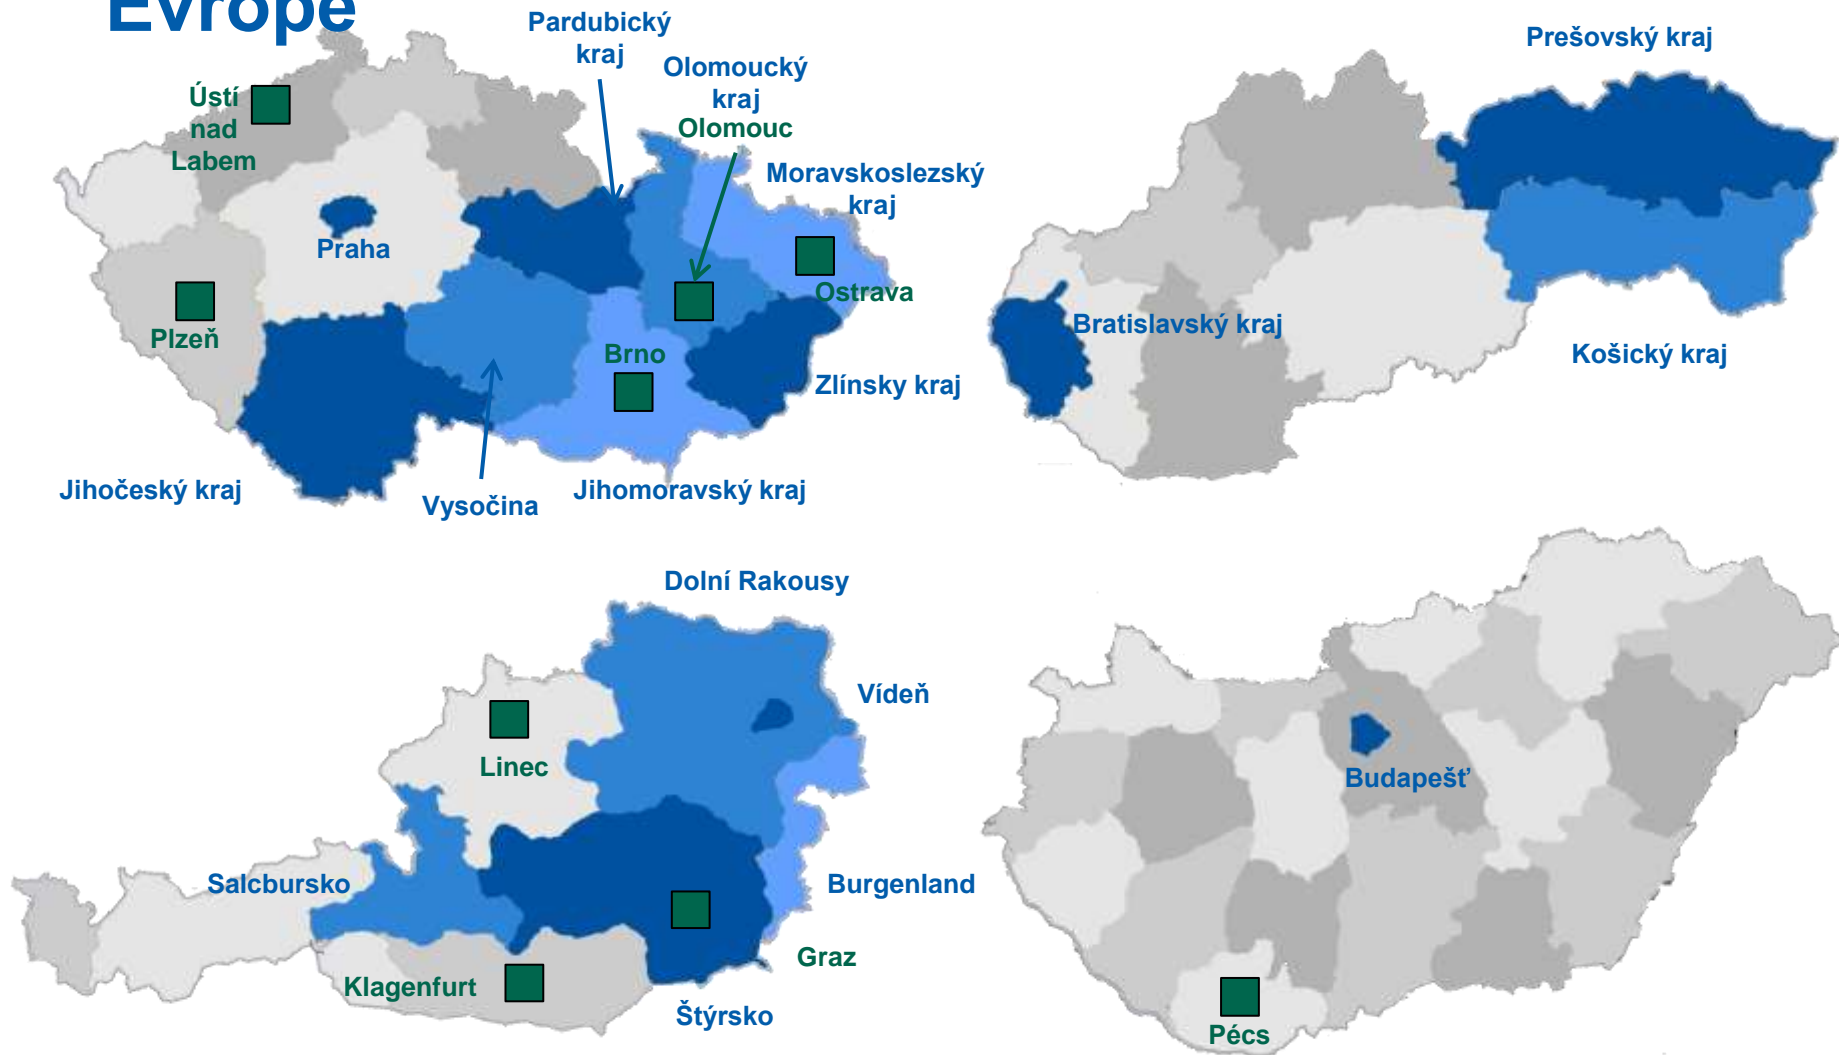 Evropě
Pardubický
kraj
Olomoucký
kraj
Olomouc
Ústí
nad
Labem
Moravskoslezský
kraj
Praha
Ostrava
Plzeň
Brno
Zlínsky kraj
Jihočeský kraj
Vysočina
Jihomoravský kraj
Prešovský kraj
Bratislavský kraj
Košický kraj
Dolní Rakousy
Vídeň
Linec
Salcbursko
Burgenland
Graz
Klagenfurt
Štýrsko
Budapešť
Pécs